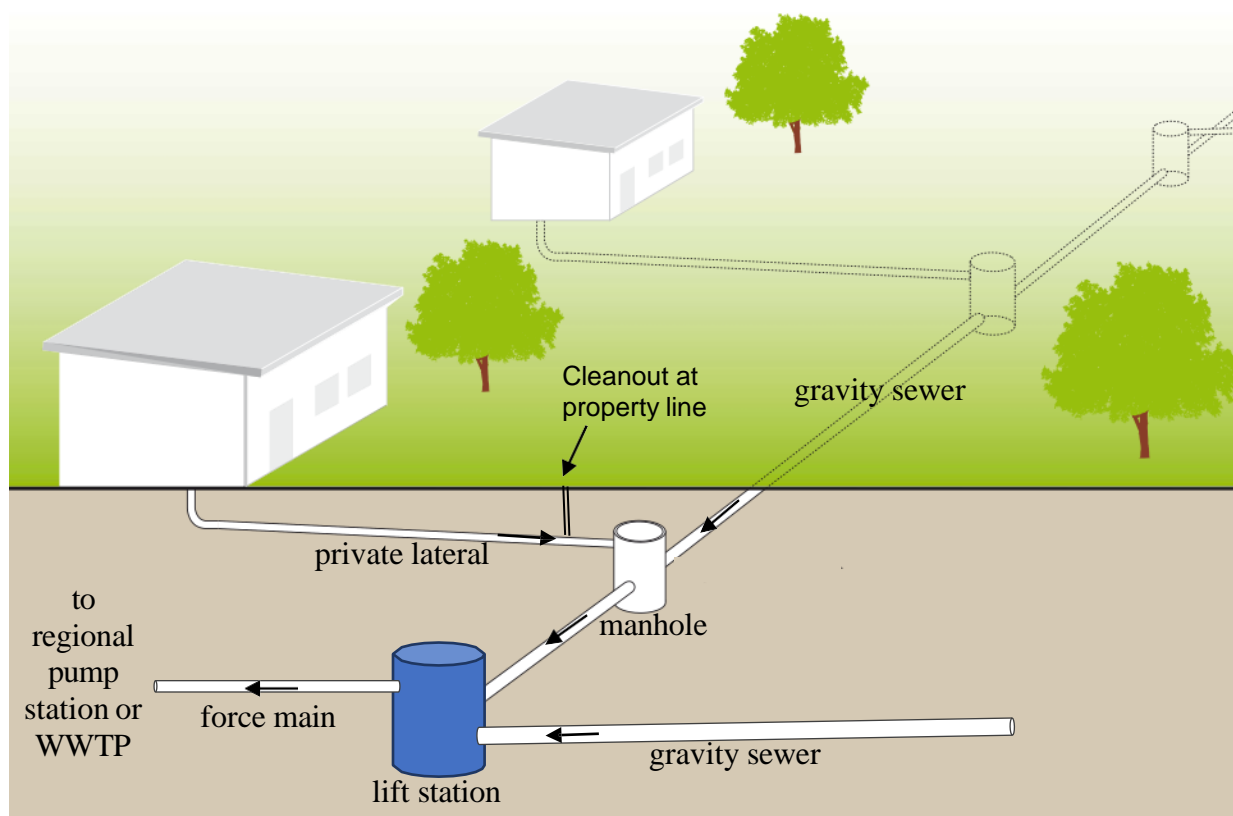 Cleanout at
property line
gravity sewer
private lateral
manhole
to
regional
pump
station or
WWTP
force main
gravity sewer
lift station